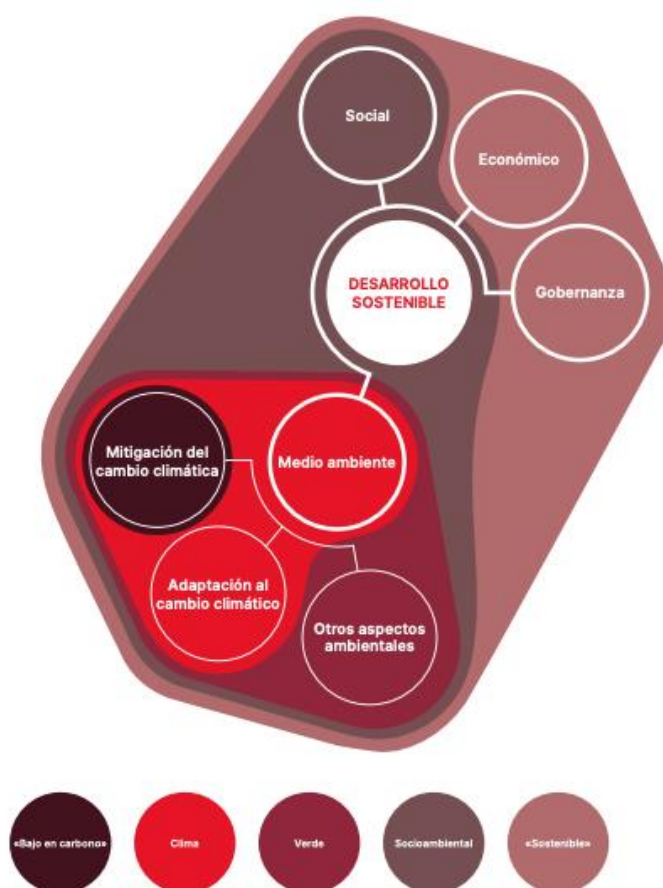 Social
Económico
DESARROLLO
SOSTENIBLE
Gobernanza
Mitigación del
cambio climática
Medio ambiente
Adaptación al
cambio climático
Otros aspectos
ambientales
«Bajo en carbono»
Clima
Verde
Socioambiental
«Sostenible»